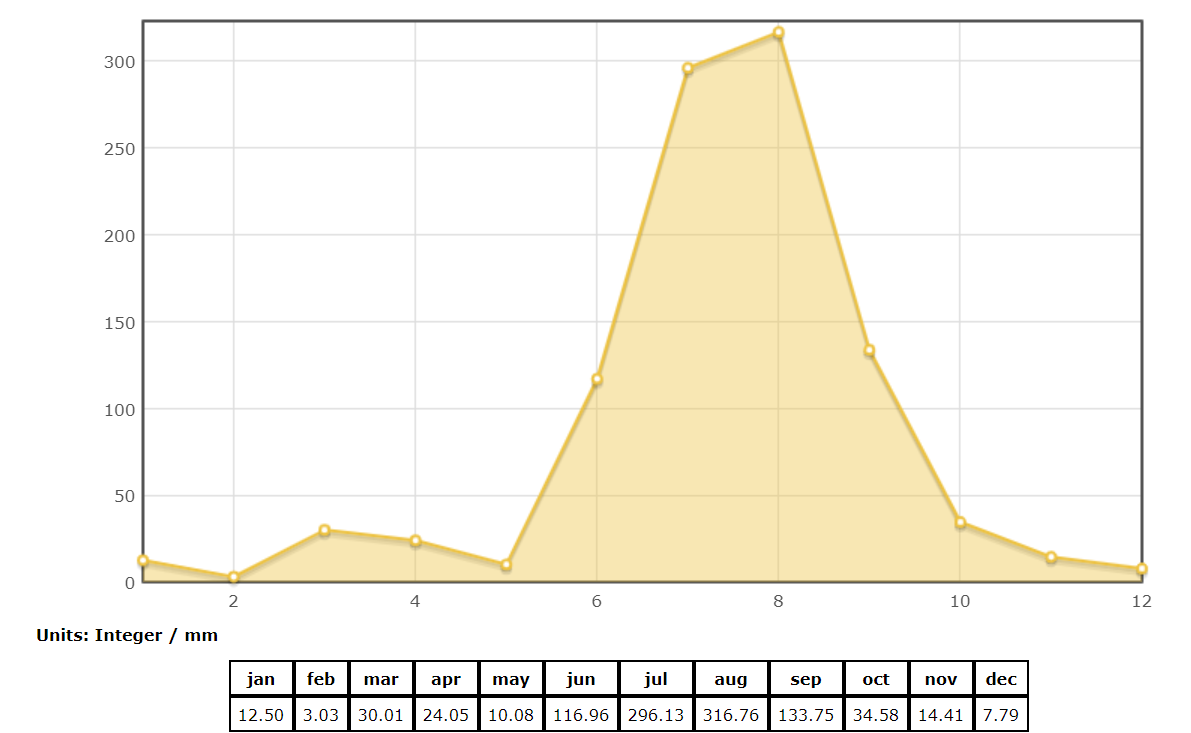 300
250
200
150
100
50
0
2 4 6 8 10 12
Units: Integer / mm
jan feb mar apr may jun jul aug sep oct nov dec
12.50 3.03 30.01 24.05 10.08 116.96 296.13 316.76 133.75 34.58 14.41 7.79